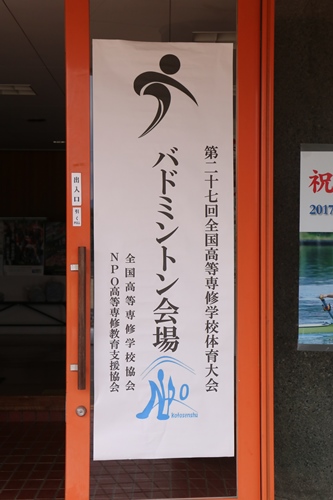 第二十七回全国高等専修学校体育大会
バドミントン会場
全国高等専修学校協会
NPO高等専修教育支援協会
NPO
出入口
祝
2017